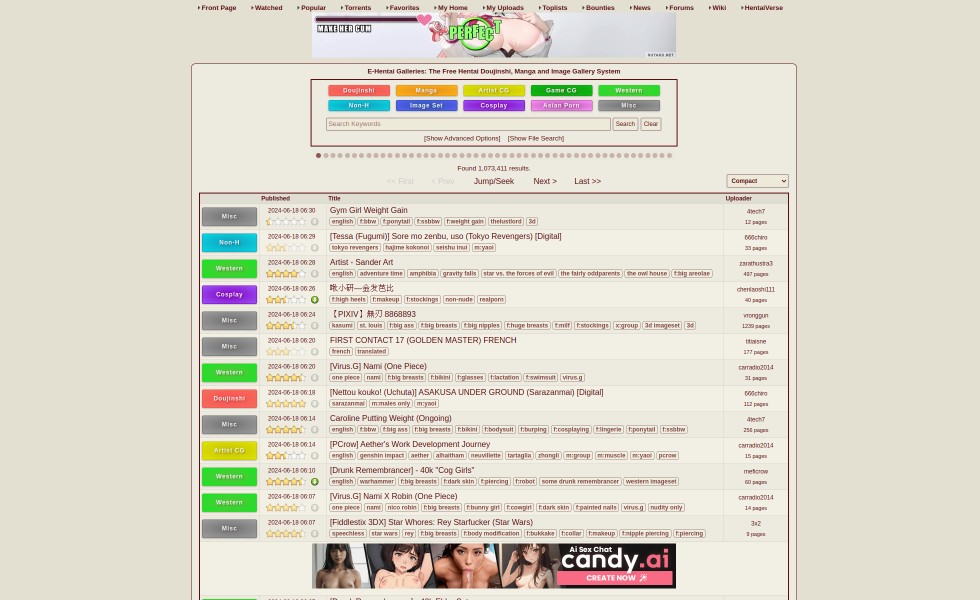 Front Page Watched Popular Torrents Favorites My Home My Uploads Toplists Bounties News Forums Wiki HentaiVerse
MAKE HER CUM
PERFECT
NUTAKU.NET
E-Hentai Galleries: The Free Hentai Doujinshi, Manga and Image Gallery System
Doujinshi Manga Artist CG Game CG Western
Non-H Image Set Cosplay Asian Porn Misc
Search Keywords Search Clear
[Show Advanced Options] [Show File Search]
Found 1,073,411 results.
<< First < Prev Jump/Seek Next > Last >> Compact
Published Title Uploader
Misc 2024-06-18 06:30 Gym Girl Weight Gain 4tech7
english f:bbw f:ponytail f:ssbbw f:weight gain thelustlord 3d 12 pages
Non-H 2024-06-18 06:29 [Tessa (Fugumi)] Sore mo zenbu, uso (Tokyo Revengers) [Digital] 666chiro
tokyo revengers hajime kokonoi seishu inui m:yaoi 33 pages
Western 2024-06-18 06:28 Artist - Sander Art zarathustra3
english adventure time amphibia gravity falls star vs. the forces of evil the fairly oddparents the owl house f:big areolae 497 pages
Cosplay 2024-06-18 06:26 啾小研—金发芭比 chenlaoshi111
f:high heels f:makeup f:stockings non-nude realporn 40 pages
Misc 2024-06-18 06:24 【PIXIV】無刃 8868893 vronggun
kasumi st. louis f:big ass f:big breasts f:big nipples f:huge breasts f:milf f:stockings x:group 3d imageset 3d 1239 pages
Misc 2024-06-18 06:20 FIRST CONTACT 17 (GOLDEN MASTER) FRENCH titiaisne
french translated 177 pages
Western 2024-06-18 06:20 [Virus.G] Nami (One Piece) carradio2014
one piece nami f:big breasts f:bikini f:glasses f:lactation f:swimsuit virus.g 31 pages
Doujinshi 2024-06-18 06:18 [Nettou kouko! (Uchuta)] ASAKUSA UNDER GROUND (Sarazanmai) [Digital] 666chiro
sarazanmai m:males only m:yaoi 112 pages
Misc 2024-06-18 06:14 Caroline Putting Weight (Ongoing) 4tech7
english f:bbw f:big ass f:big breasts f:bikini f:bodysuit f:burping f:cosplaying f:lingerie f:ponytail f:ssbbw 256 pages
Artist CG 2024-06-18 06:14 [PCrow] Aether's Work Development Journey carradio2014
english genshin impact aether alhaitham neuvillette tartaglia zhongli m:group m:muscle m:yaoi pcrow 15 pages
Western 2024-06-18 06:10 [Drunk Remembrancer] - 40k "Cog Girls" meficrow
english warhammer f:big breasts f:dark skin f:piercing f:robot some drunk remembrancer western imageset 60 pages
Western 2024-06-18 06:07 [Virus.G] Nami X Robin (One Piece) carradio2014
one piece nami nico robin f:big breasts f:bunny girl f:cowgirl f:dark skin f:painted nails virus.g nudity only 14 pages
Misc 2024-06-18 06:07 [Fiddlestix 3DX] Star Whores: Rey Starfucker (Star Wars) 3x2
speechless star wars rey f:big breasts f:body modification f:bukkake f:collar f:makeup f:nipple piercing f:piercing 9 pages
Ai Sex Chat
candy.ai
CREATE NOW